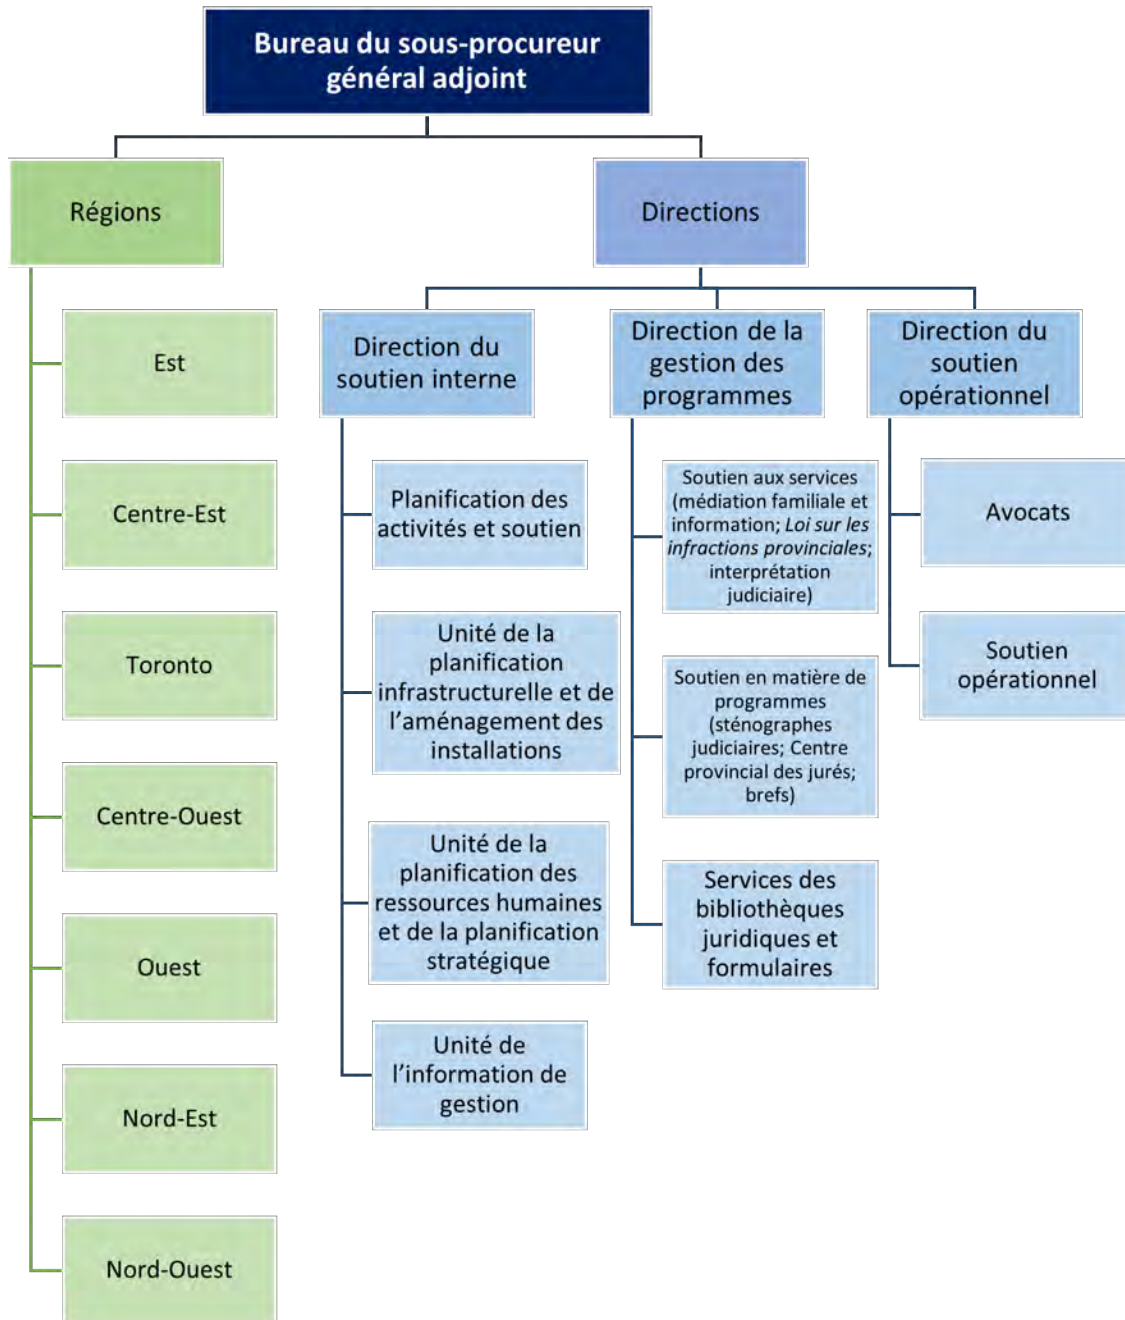 Bureau du sous-procureur
général adjoint
Régions
Directions
Est
Centre-Est
Toronto
Centre-Ouest
Ouest
Nord-Est
Nord-Ouest
Direction du
soutien interne
Planification des
activités et soutien
Unité de la
planification
infrastructurelle et de
l’aménagement des
installations
Unité de la
planification des
ressources humaines
et de la planification
stratégique
Unité de
l’information de
gestion
Direction de la
gestion des
programmes
Soutien aux services
(médiation familiale et
information; Loi sur les
infractions provinciales;
interprétation
judiciaire)
Soutien en matière de
programmes
(sténographes
judiciaires; Centre
provincial des jurés;
brefs)
Services des
bibliothèques
juridiques et
formulaires
Direction du
soutien
opérationnel
Avocats
Soutien
opérationnel